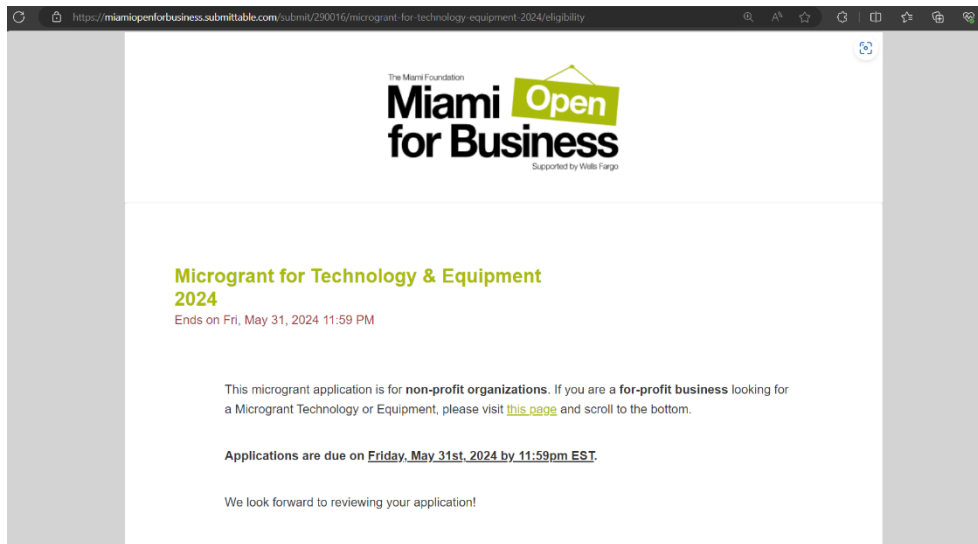 https://miamiopenforbusiness.submittable.com/submit/290016/microgrant-for-technology-equipment-2024/eligibility
The Miami Foundation
Miami Open
for Business
Supported by Wells Fargo
Microgrant for Technology & Equipment
2024
Ends on Fri, May 31, 2024 11:59 PM
This microgrant application is for non-profit organizations. If you are a for-profit business looking for
a Microgrant Technology or Equipment, please visit this page and scroll to the bottom.
Applications are due on Friday, May 31st, 2024 by 11:59pm EST.
We look forward to reviewing your application!